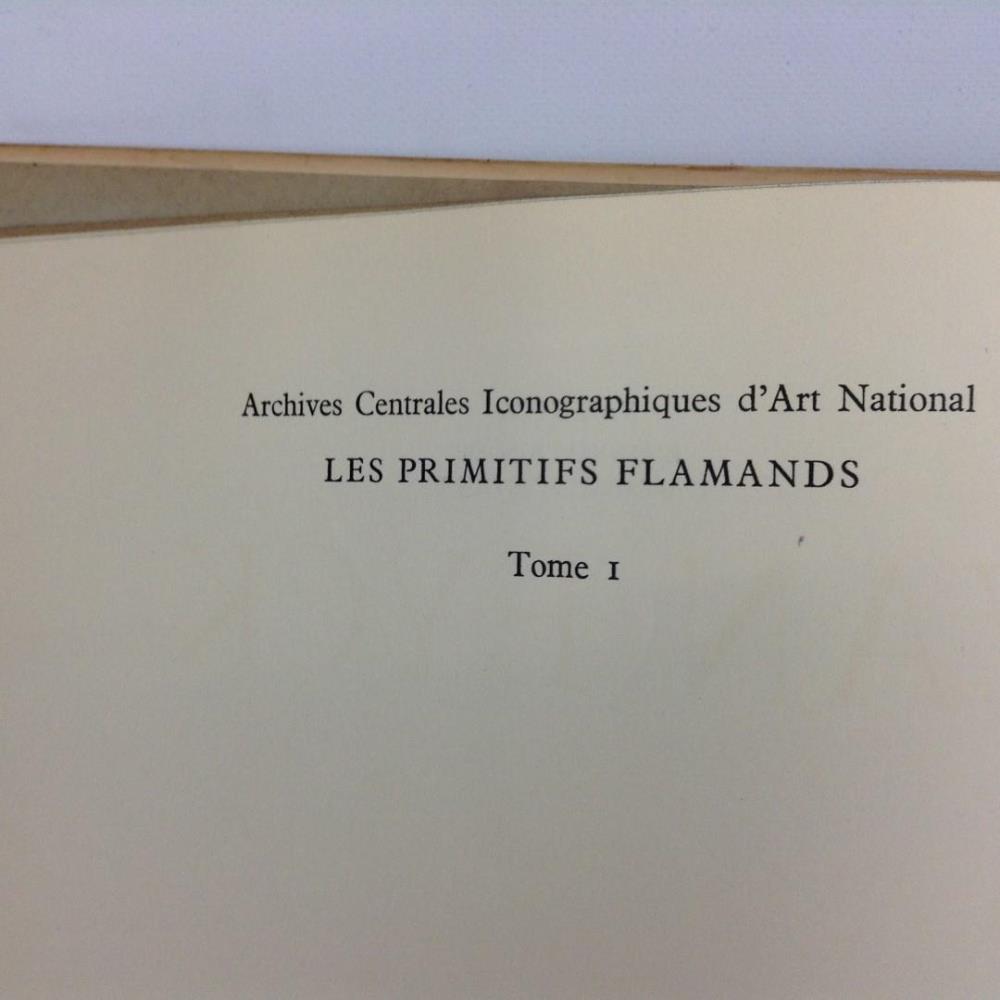 Archives Centrales Iconographiques d'Art National
LES PRIMITIFS FLAMANDS
Tome I